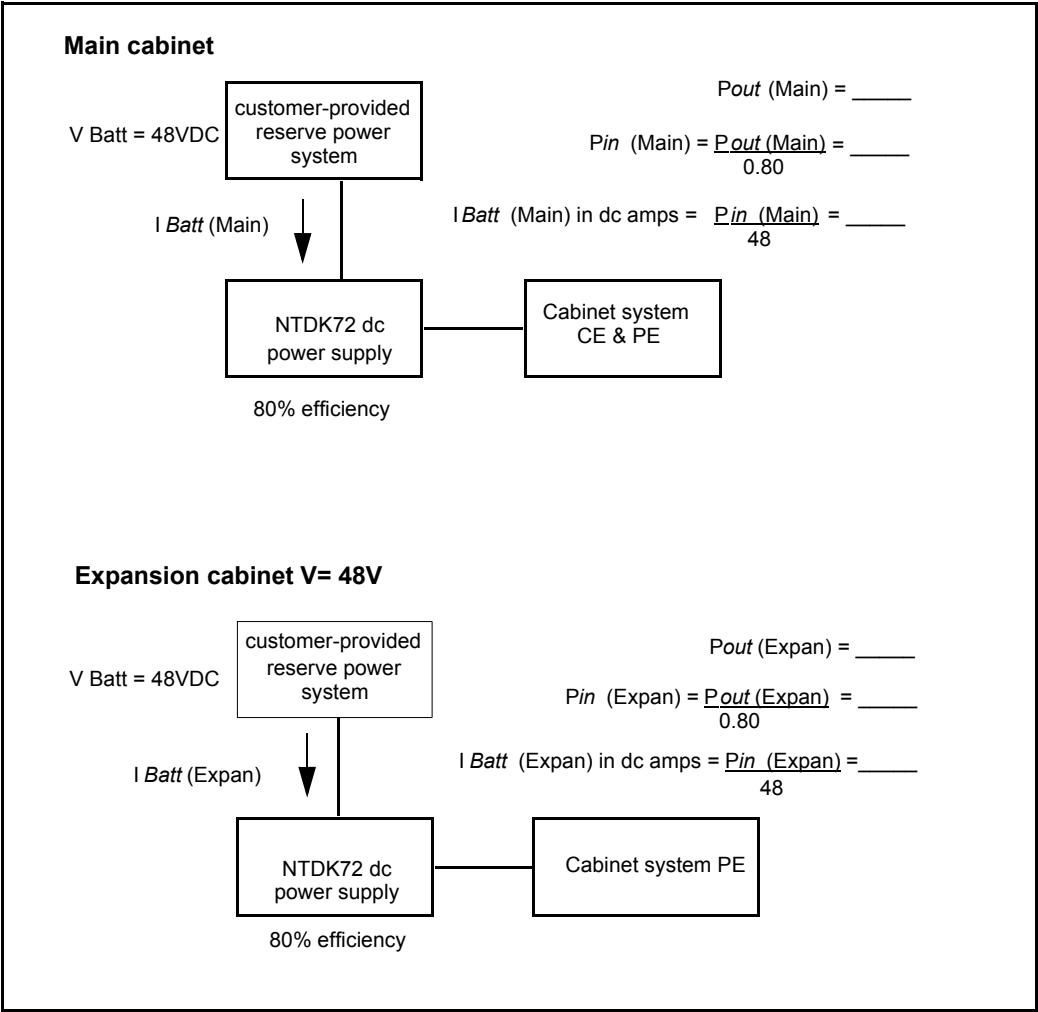 Main cabinet
customer-provided
reserve power
system
V Batt = 48VDC
Pout (Main) = _____
Pin (Main) = Pout (Main) = _____
0.80
I Batt (Main)
I Batt (Main) in dc amps = Pin (Main) = _____
48
NTDK72 dc
power supply
Cabinet system
CE & PE
80% efficiency
Expansion cabinet V= 48V
customer-provided
reserve power
system
V Batt = 48VDC
Pout (Expan) = _____
Pin (Expan) = Pout (Expan) = _____
0.80
I Batt (Expan)
I Batt (Expan) in dc amps = Pin (Expan) =_____
48
NTDK72 dc
power supply
Cabinet system PE
80% efficiency